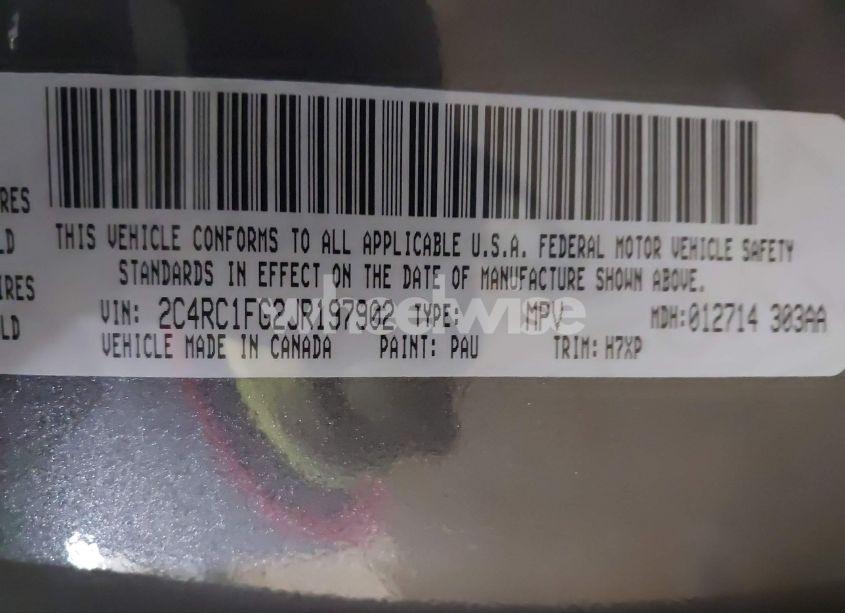 RES
LD
IRES
LD
THIS VEHICLE CONFORMS TO ALL APPLICABLE U.S.A. FEDERAL MOTOR VEHICLE SAFETY
STANDARDS IN EFFECT ON THE DATE OF MANUFACTURE SHOWN ABOVE.
VIN: 2C4RC1FG2JR197902 TYPE: MPV MDH:012714 303AA
VEHICLE MADE IN CANADA PAINT: PAU TRIM: H7XP
wheelwise